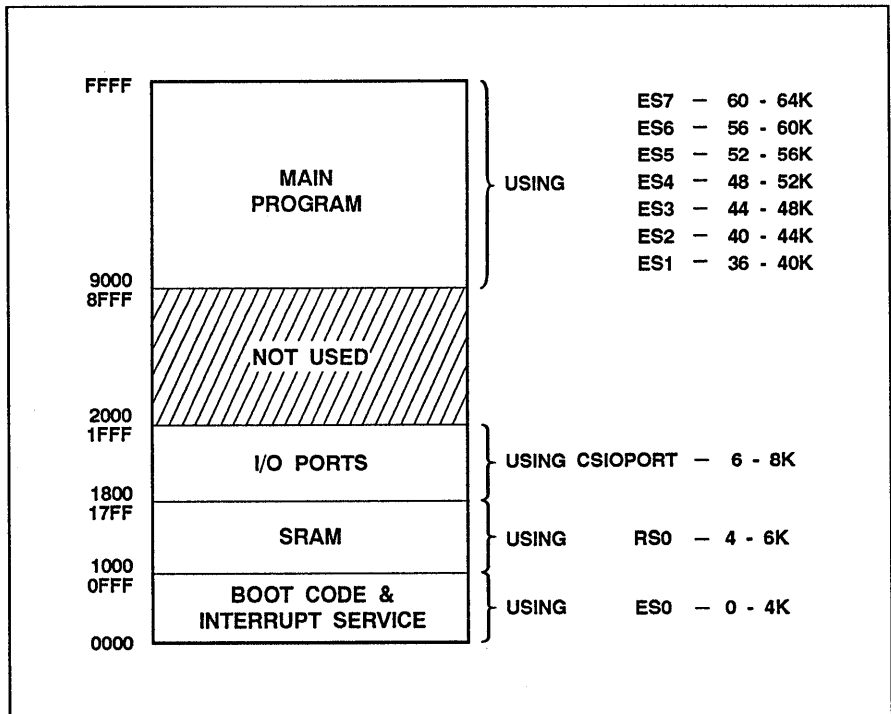 FFFF
MAIN
PROGRAM
USING
ES7 — 60 - 64K
ES6 — 56 - 60K
ES5 — 52 - 56K
ES4 — 48 - 52K
ES3 — 44 - 48K
ES2 — 40 - 44K
ES1 — 36 - 40K
9000
8FFF
NOT USED
2000
1FFF
I/O PORTS
USING CSIOPORT — 6 - 8K
1800
17FF
SRAM
USING RS0 — 4 - 6K
1000
0FFF
BOOT CODE &
INTERRUPT SERVICE
USING ES0 — 0 - 4K
0000